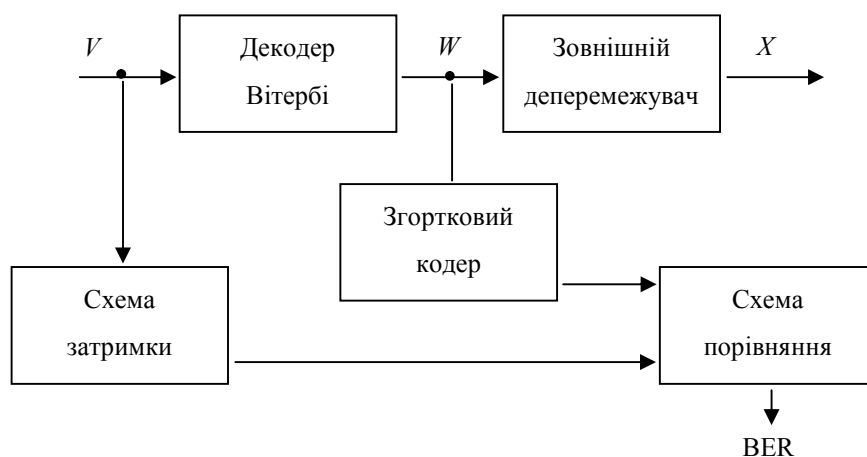 V
Декодер
Вітербі
W
Зовнішній
деперемежувач
X
Згортковий
кодер
Схема
затримки
Схема
порівняння
BER